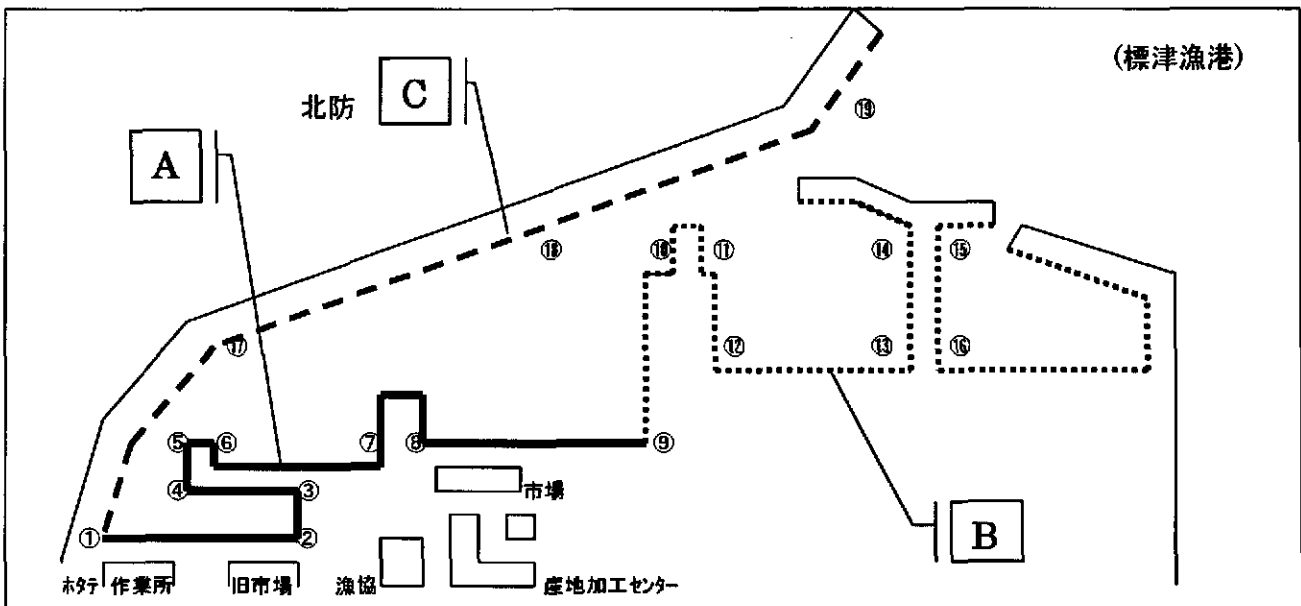 (標津漁港)
北防
C
A
B
⑲
⑱
⑩
⑪
⑭
⑮
⑰
⑫
⑬
⑯
⑤
⑥
⑦
⑧
⑨
④
③
①
②
市場
ホタテ 作業所
旧市場
漁協
産地加工センター